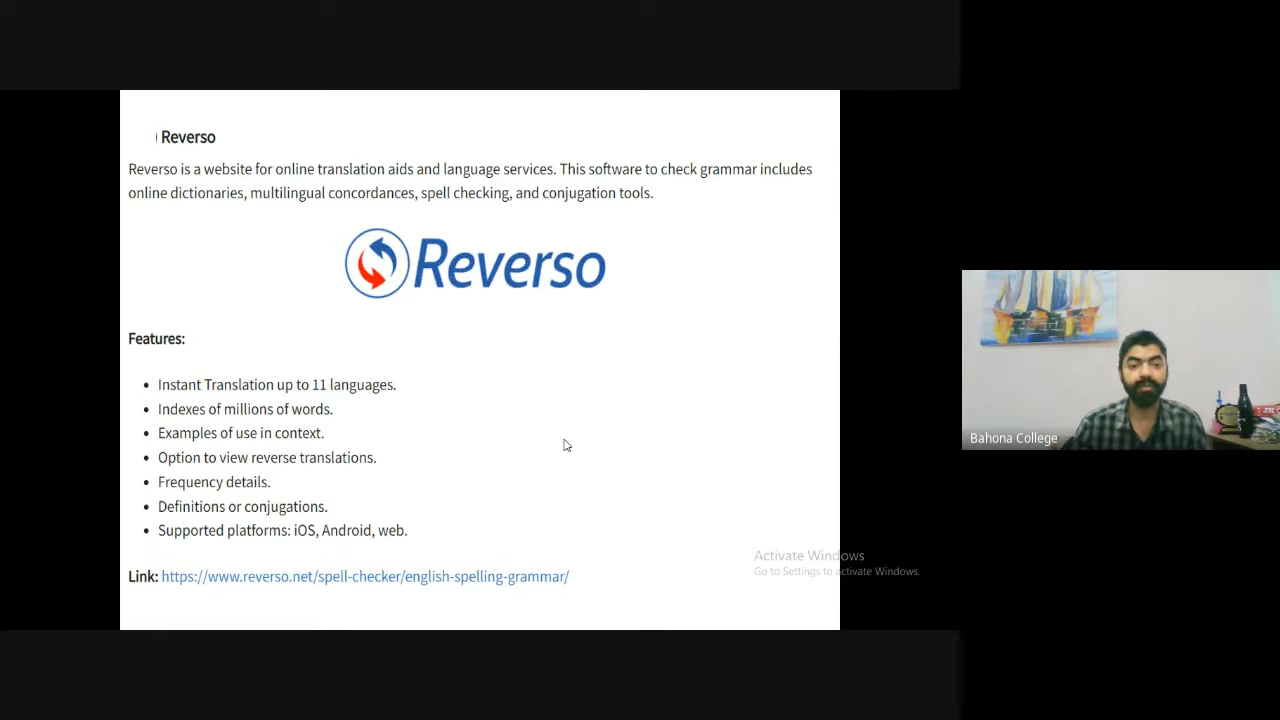 Reverso
Reverso is a website for online translation aids and language services. This software to check grammar includes
online dictionaries, multilingual concordances, spell checking, and conjugation tools.
Reverso
Features:
• Instant Translation up to 11 languages.
• Indexes of millions of words.
• Examples of use in context.
• Option to view reverse translations.
• Frequency details.
• Definitions or conjugations.
• Supported platforms: iOS, Android, web.
Link: https://www.reverso.net/spell-checker/english-spelling-grammar/
Activate Windows
Go to Settings to activate Windows.
Bahona College
JK